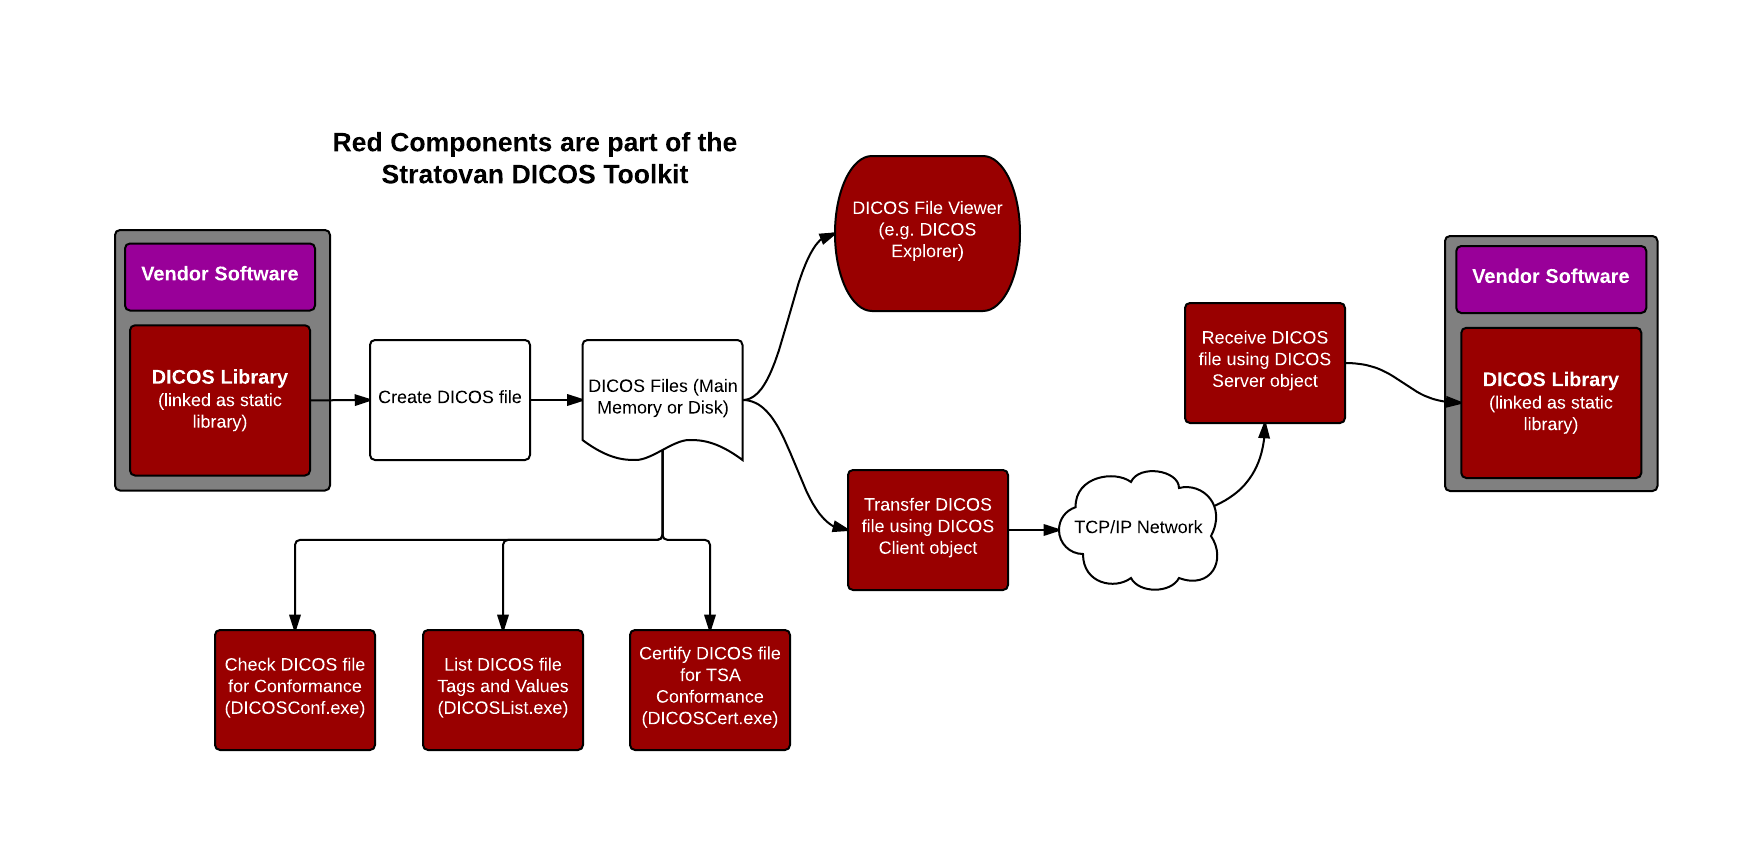 Red Components are part of the
Stratovan DICOS Toolkit
Vendor Software
DICOS Library
(linked as static
library)
Create DICOS file
DICOS Files (Main
Memory or Disk)
DICOS File Viewer
(e.g. DICOS
Explorer)
Transfer DICOS
file using DICOS
Client object
TCP/IP Network
Receive DICOS
file using DICOS
Server object
Vendor Software
DICOS Library
(linked as static
library)
Check DICOS file
for Conformance
(DICOSConf.exe)
List DICOS file
Tags and Values
(DICOSList.exe)
Certify DICOS file
for TSA
Conformance
(DICOSCert.exe)